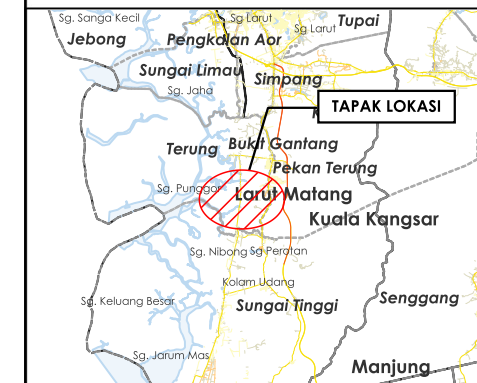 Sg. Sanga Kecil
Sg Larut
Tupai
Sg Larut
Jebong
Pengkalan Aor
Sungai Limau
Simpang
Sg. Jaha
TAPAK LOKASI
Bukit Gantang
Terung
Pekan Terung
Sg. Punggor
Larut Matang
Kuala Kangsar
Sg. Nibong
Sg Peratan
Kolam Udang
Sg. Keluang Besar
Sungai Tinggi
Senggang
Sg. Jarum Mas
Manjung